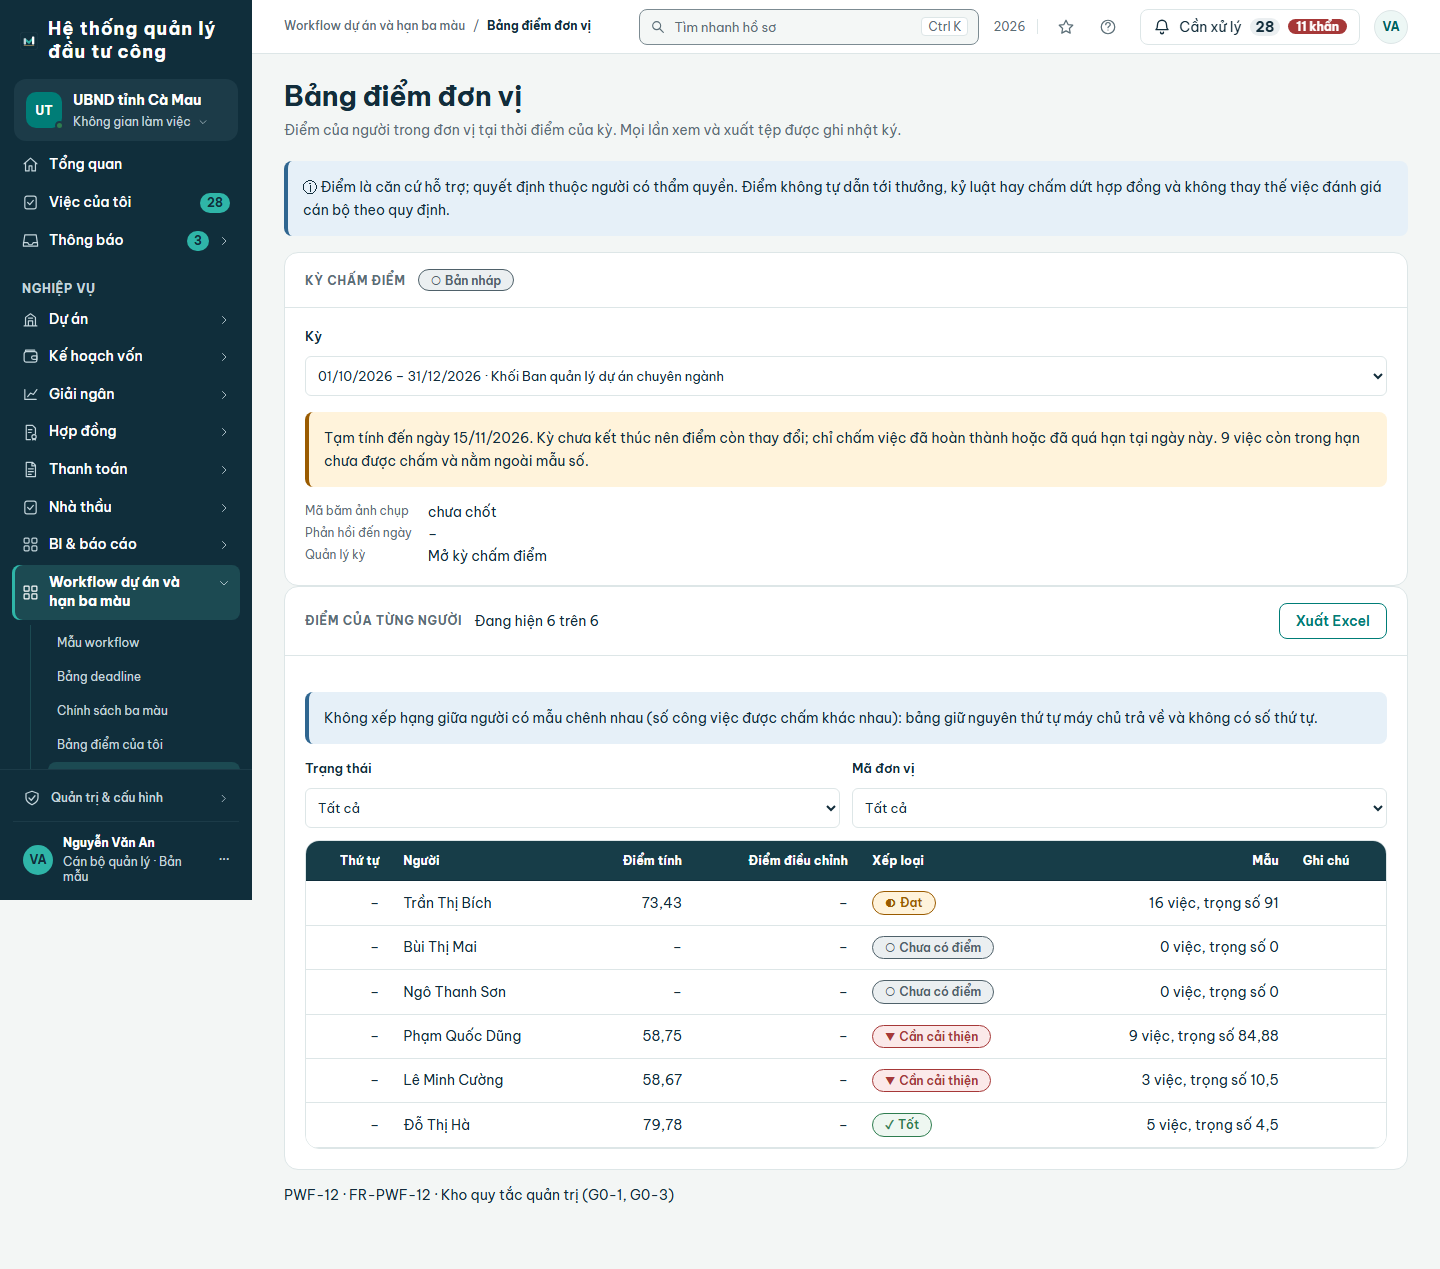 Hệ thống quản lý
đầu tư công
UT
UBND tỉnh Cà Mau
Không gian làm việc
Tổng quan
Việc của tôi 28
Thông báo 3
NGHIỆP VỤ
Dự án
Kế hoạch vốn
Giải ngân
Hợp đồng
Thanh toán
Nhà thầu
BI & báo cáo
Workflow dự án và
hạn ba màu
Mẫu workflow
Bảng deadline
Chính sách ba màu
Bảng điểm của tôi
Quản trị & cấu hình
VA
Nguyễn Văn An
Cán bộ quản lý · Bản
mẫu
Workflow dự án và hạn ba màu / Bảng điểm đơn vị
Tìm nhanh hồ sơ Ctrl K
2026
Cần xử lý 28 11 khẩn
VA
Bảng điểm đơn vị
Điểm của người trong đơn vị tại thời điểm của kỳ. Mọi lần xem và xuất tệp được ghi nhật ký.
Điểm là căn cứ hỗ trợ; quyết định thuộc người có thẩm quyền. Điểm không tự dẫn tới thưởng, kỷ luật hay chấm dứt hợp đồng và không thay thế việc đánh giá
cán bộ theo quy định.
KỲ CHẤM ĐIỂM ○ Bản nháp
Kỳ
01/10/2026 – 31/12/2026 · Khối Ban quản lý dự án chuyên ngành
Tạm tính đến ngày 15/11/2026. Kỳ chưa kết thúc nên điểm còn thay đổi; chỉ chấm việc đã hoàn thành hoặc đã quá hạn tại ngày này. 9 việc còn trong hạn
chưa được chấm và nằm ngoài mẫu số.
Mã băm ảnh chụp chưa chốt
Phản hồi đến ngày –
Quản lý kỳ Mở kỳ chấm điểm
ĐIỂM CỦA TỪNG NGƯỜI Đang hiện 6 trên 6 Xuất Excel
Không xếp hạng giữa người có mẫu chênh nhau (số công việc được chấm khác nhau): bảng giữ nguyên thứ tự máy chủ trả về và không có số thứ tự.
Trạng thái Mã đơn vị
Tất cả Tất cả
Thứ tự Người Điểm tính Điểm điều chỉnh Xếp loại Mẫu Ghi chú
– Trần Thị Bích 73,43 – ◐ Đạt 16 việc, trọng số 91
– Bùi Thị Mai – – ○ Chưa có điểm 0 việc, trọng số 0
– Ngô Thanh Sơn – – ○ Chưa có điểm 0 việc, trọng số 0
– Phạm Quốc Dũng 58,75 – ▼ Cần cải thiện 9 việc, trọng số 84,88
– Lê Minh Cường 58,67 – ▼ Cần cải thiện 3 việc, trọng số 10,5
– Đỗ Thị Hà 79,78 – ✓ Tốt 5 việc, trọng số 4,5
PWF-12 · FR-PWF-12 · Kho quy tắc quản trị (G0-1, G0-3)